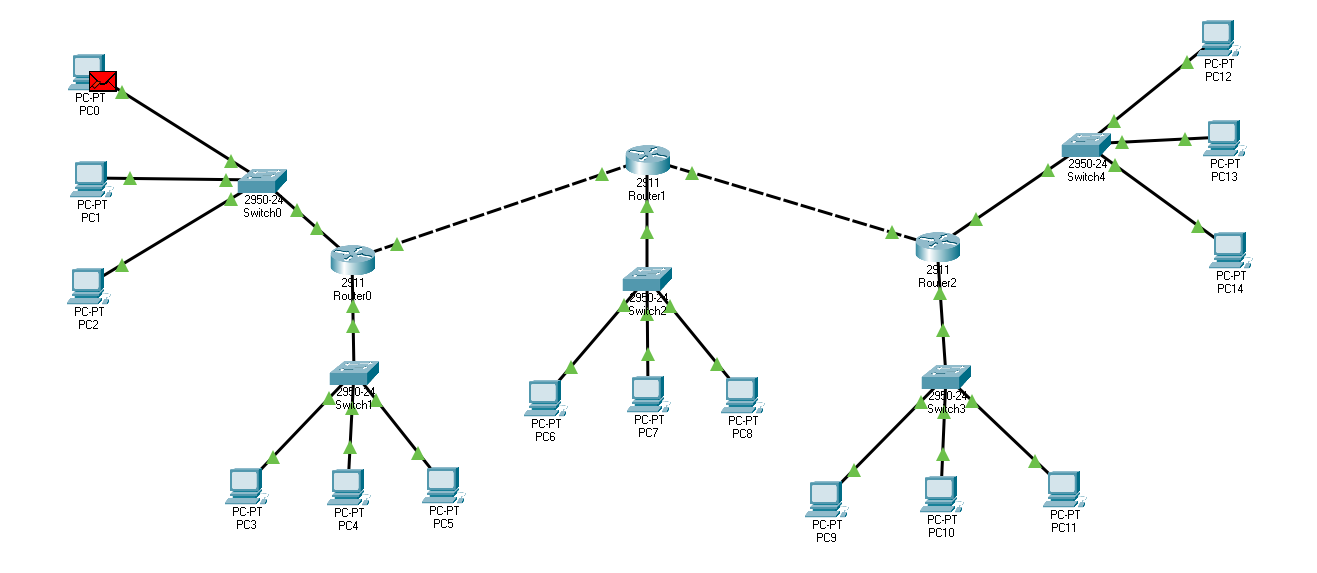 PC-PT
PC0
PC-PT
PC1
PC-PT
PC2
2950-24
Switch0
2911
Router0
2950-24
Switch1
PC-PT
PC3
PC-PT
PC4
PC-PT
PC5
2911
Router1
2950-24
Switch2
PC-PT
PC6
PC-PT
PC7
PC-PT
PC8
2911
Router2
2950-24
Switch3
PC-PT
PC9
PC-PT
PC10
PC-PT
PC11
2950-24
Switch4
PC-PT
PC12
PC-PT
PC13
PC-PT
PC14